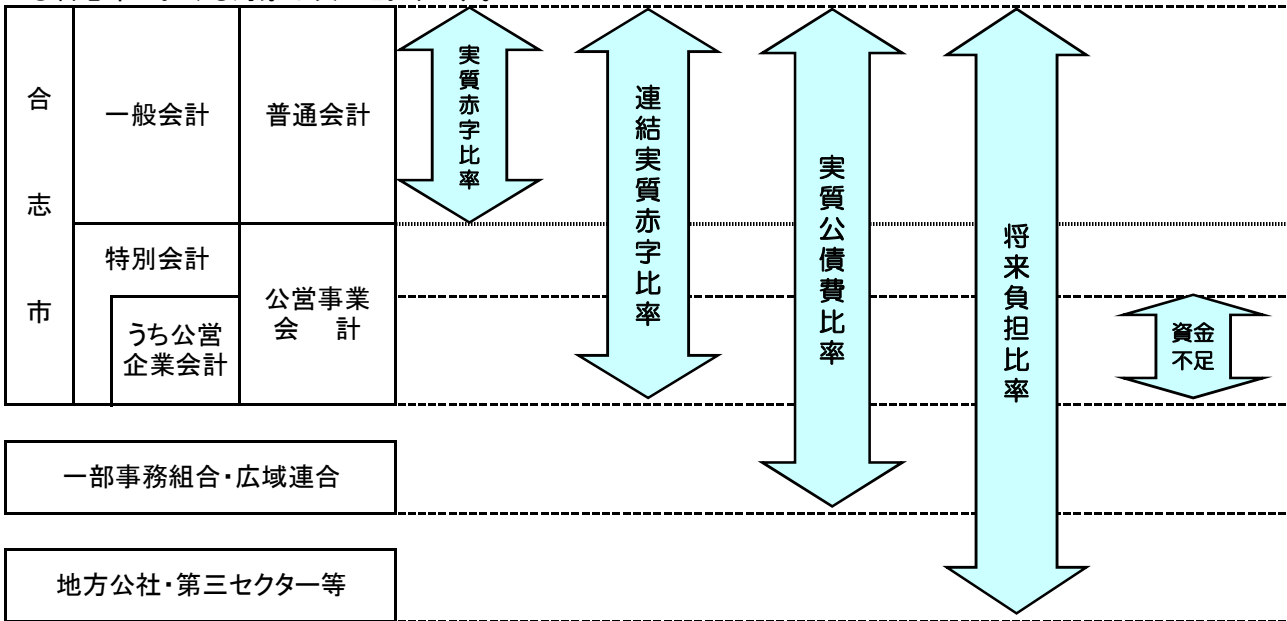 合志市
一般会計
普通会計
特別会計
うち公営
企業会計
公営事業
会　計
実質赤字比率
連結実質赤字比率
実質公債費比率
将来負担比率
資金
不足
一部事務組合・広域連合
地方公社・第三セクター等